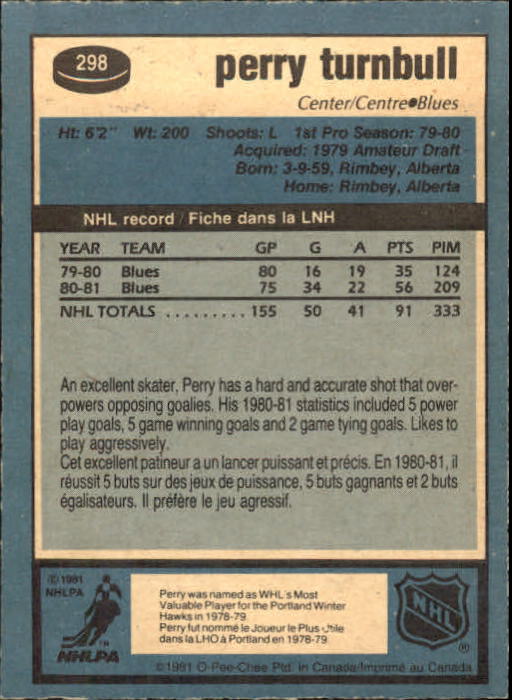 298
perry turnbull
Center/Centre•Blues
Ht: 6'2" Wt: 200 Shoots: L 1st Pro Season: 79-80
Acquired: 1979 Amateur Draft
Born: 3-9-59, Rimbey, Alberta
Home: Rimbey, Alberta
NHL record / Fiche dans la LNH
YEAR TEAM GP G A PTS PIM
79-80 Blues 80 16 19 35 124
80-81 Blues 75 34 22 56 209
NHL TOTALS ......... 155 50 41 91 333
An excellent skater, Perry has a hard and accurate shot that over-
powers opposing goalies. His 1980-81 statistics included 5 power
play goals, 5 game winning goals and 2 game tying goals. Likes to
play aggressively.
Cet excellent patineur a un lancer puissant et précis. En 1980-81, il
réussit 5 buts sur des jeux de puissance, 5 buts gagnants et 2 buts
égalisateurs. Il préfère le jeu agressif.
© 1981
NHLPA
NHLPA
Perry was named as WHL's Most
Valuable Player for the Portland Winter
Hawks in 1978-79.
Perry fut nommé le Joueur le Plus Utile
dans la LHO à Portland en 1978-79.
NHL
®
© 1981 O-Pee-Chee Ptd. in Canada/Imprimé au Canada